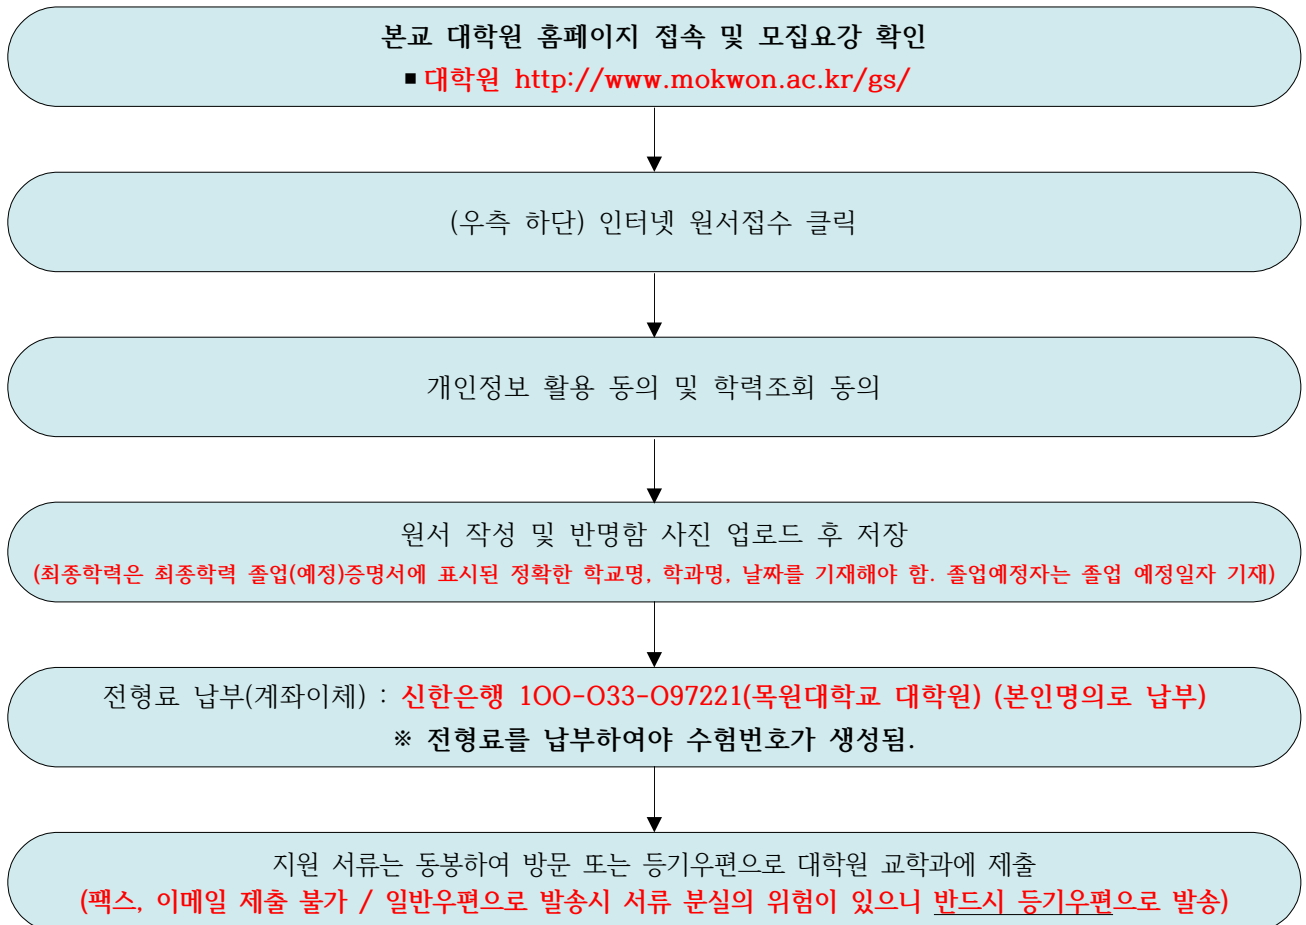 본교 대학원 홈페이지 접속 및 모집요강 확인
▪ 대학원 http://www.mokwon.ac.kr/gs/
(우측 하단) 인터넷 원서접수 클릭
개인정보 활용 동의 및 학력조회 동의
원서 작성 및 반명함 사진 업로드 후 저장
(최종학력은 최종학력 졸업(예정)증명서에 표시된 정확한 학교명, 학과명, 날짜를 기재해야 함. 졸업예정자는 졸업 예정일자 기재)
전형료 납부(계좌이체) : 신한은행 100-033-097221(목원대학교 대학원) (본인명의로 납부)
※ 전형료를 납부하여야 수험번호가 생성됨.
지원 서류는 동봉하여 방문 또는 등기우편으로 대학원 교학과에 제출
(팩스, 이메일 제출 불가 / 일반우편으로 발송시 서류 분실의 위험이 있으니 반드시 등기우편으로 발송)